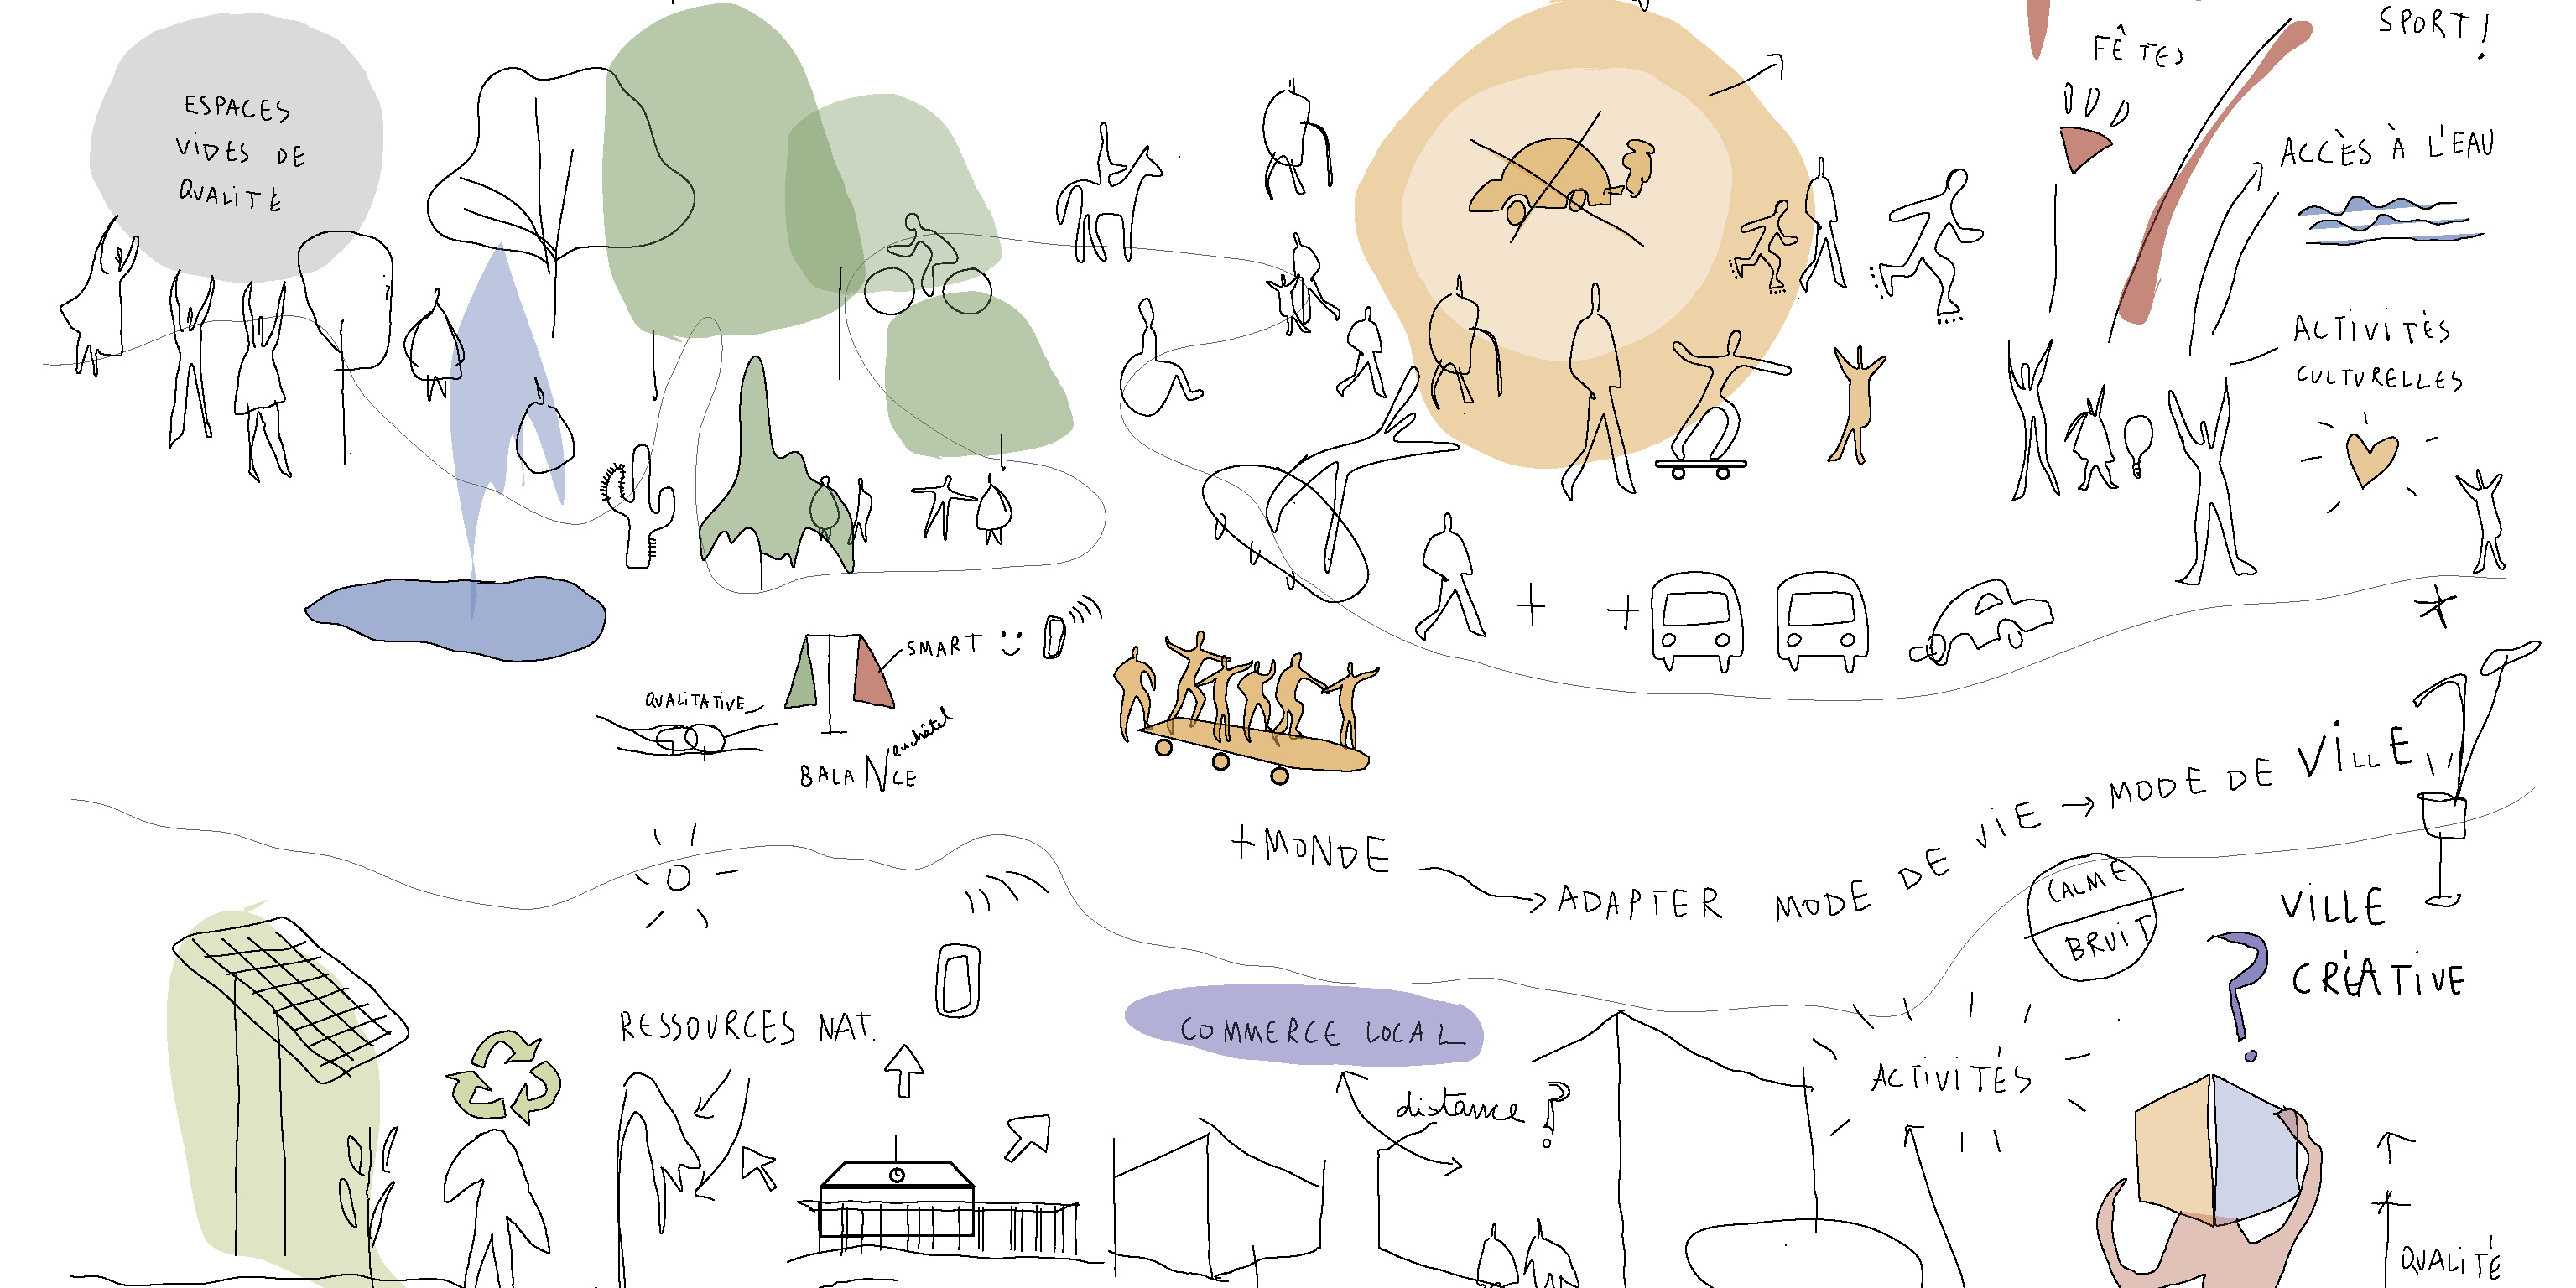 ESPACES
VIDES DE
QUALITÉ
FÊTES
SPORT!
ACCÈS À L'EAU
ACTIVITÉS
CULTURELLES
SMART
QUALITATIVE
BALANCE
Neuchâtel
+ MONDE
ADAPTER MODE DE VIE → MODE DE VILLE
CALME
BRUIT
VILLE
CRÉATIVE
?
RESSOURCES NAT.
COMMERCE LOCAL
distance ?
ACTIVITÉS
QUALITÉ